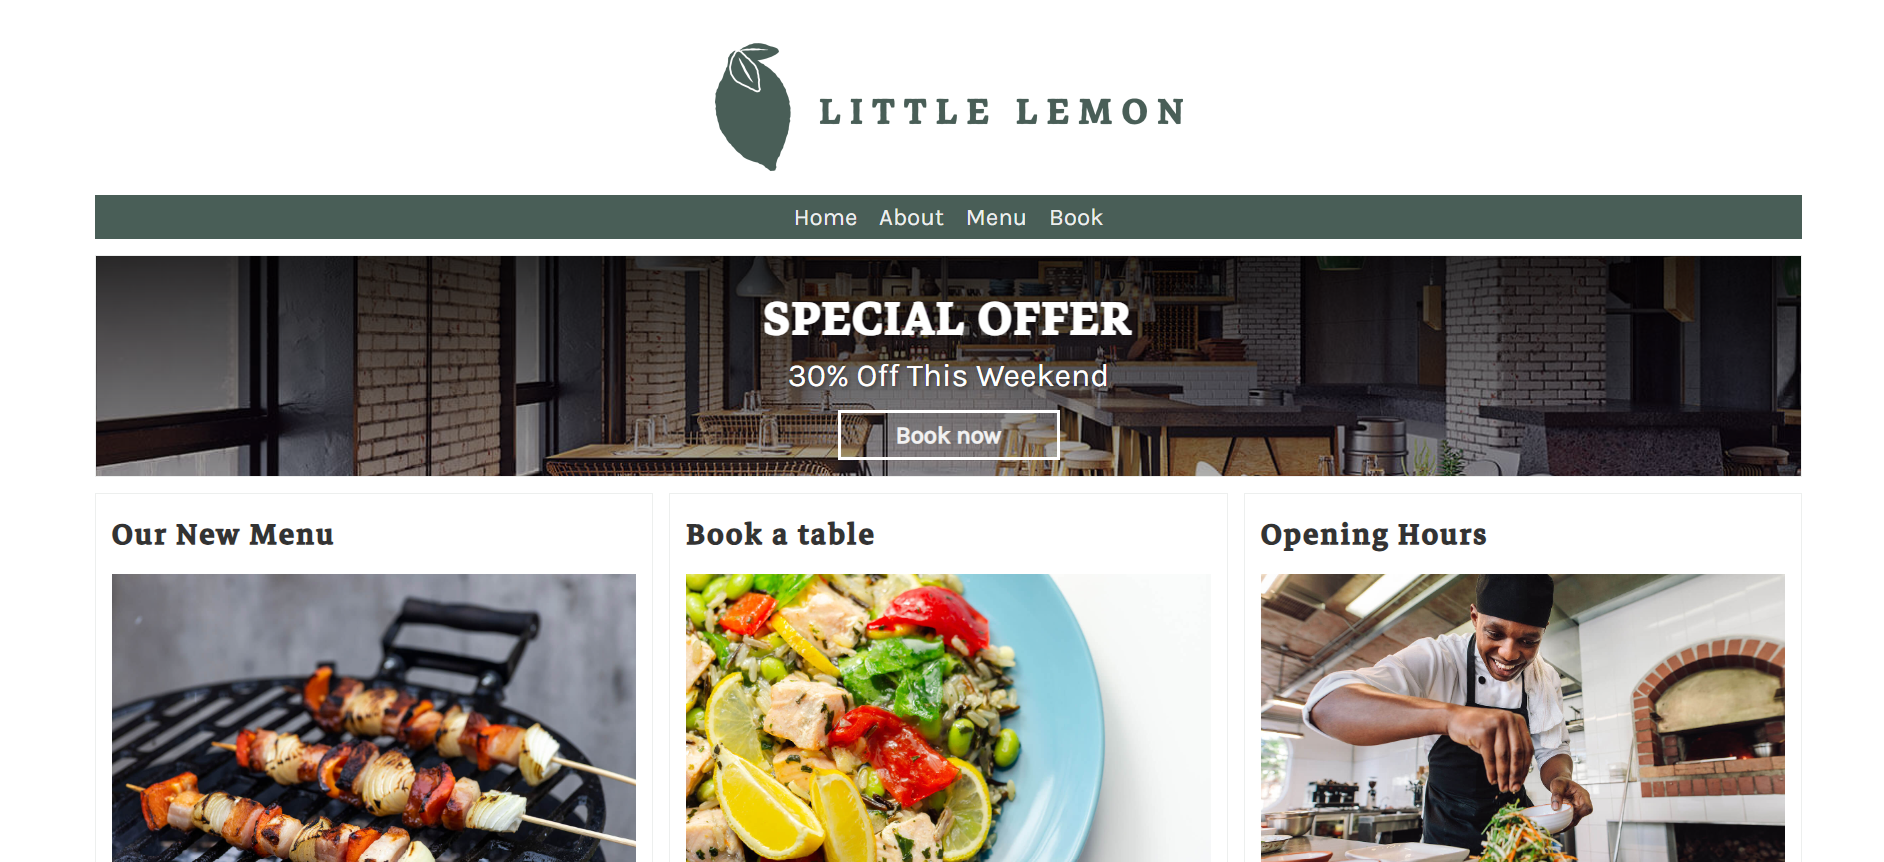 LITTLE LEMON
Home About Menu Book
SPECIAL OFFER
30% Off This Weekend
Book now
Our New Menu
Book a table
Opening Hours